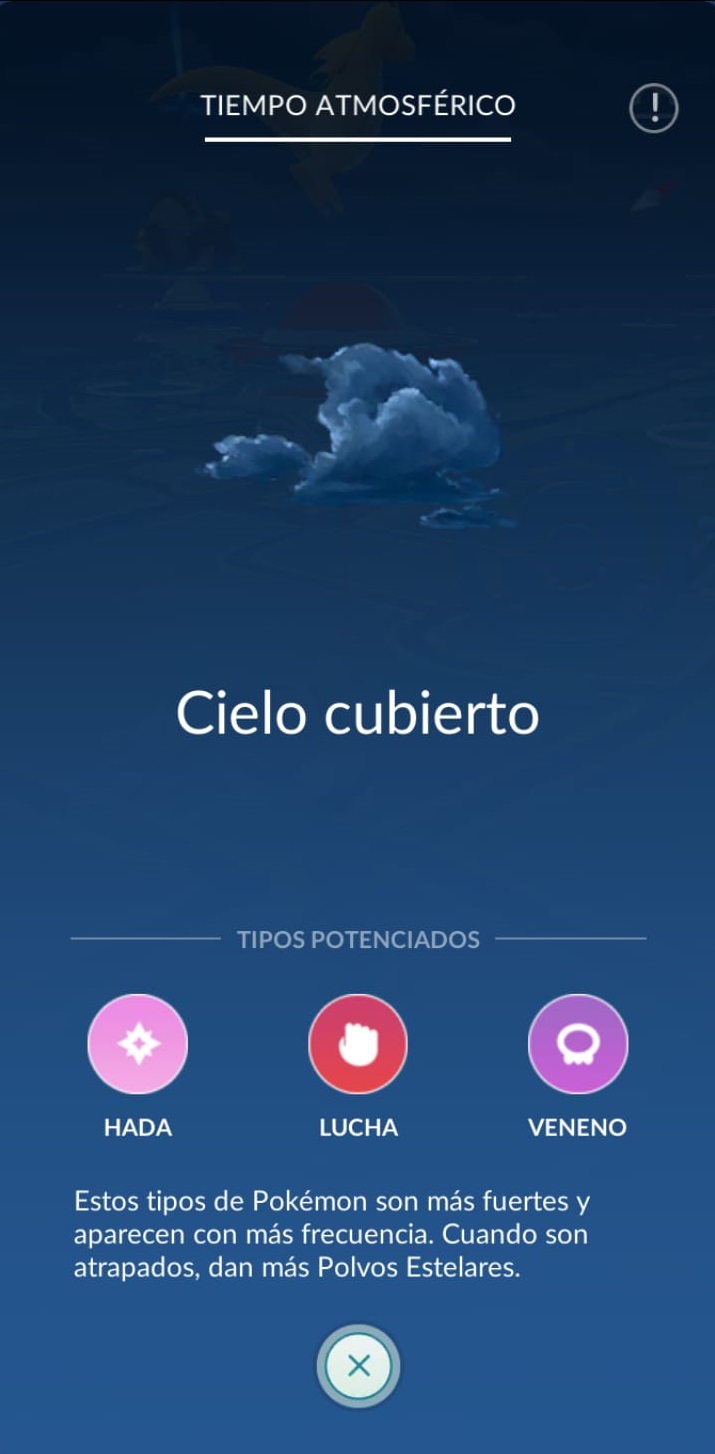 TIEMPO ATMOSFÉRICO
Cielo cubierto
TIPOS POTENCIADOS
HADA LUCHA VENENO
Estos tipos de Pokémon son más fuertes y
aparecen con más frecuencia. Cuando son
atrapados, dan más Polvos Estelares.